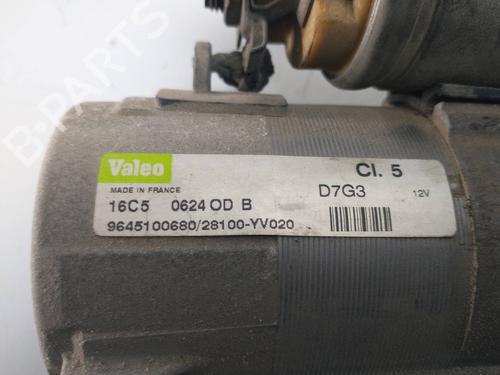 Valeo
Cl. 5
MADE IN FRANCE
D7G3
12V
16C5 0624 OD B
9645100680/28100-YV020
B-PARTS